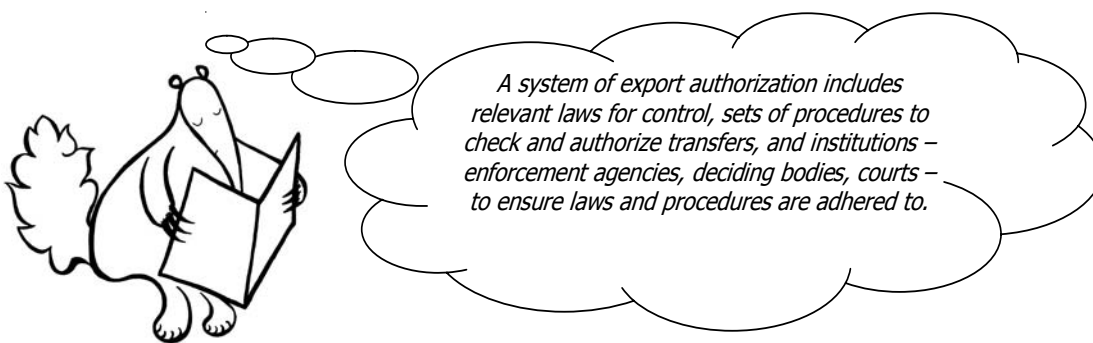 A system of export authorization includes
relevant laws for control, sets of procedures to
check and authorize transfers, and institutions –
enforcement agencies, deciding bodies, courts –
to ensure laws and procedures are adhered to.